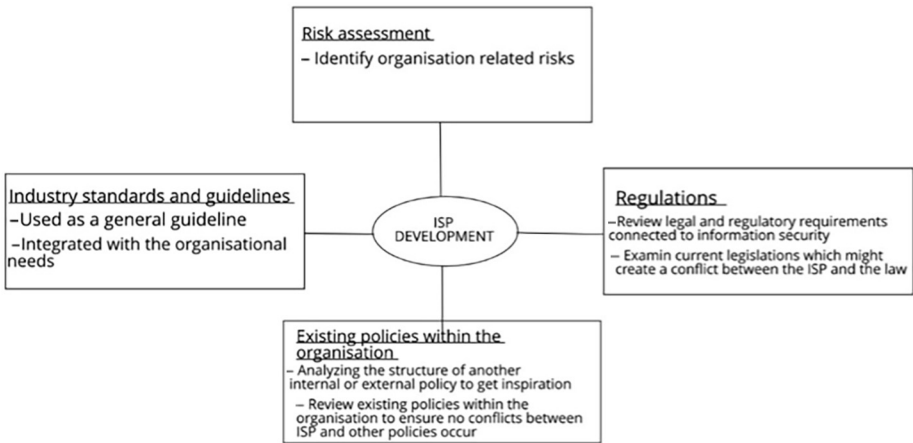 Risk assessment
– Identify organisation related risks
Industry standards and guidelines
–Used as a general guideline
–Integrated with the organisational
needs
ISP
DEVELOPMENT
Regulations
–Review legal and regulatory requirements
connected to information security
– Examin current legislations which might
create a conflict between the ISP and the law
Existing policies within the
organisation
– Analyzing the structure of another
internal or external policy to get inspiration
– Review existing policies within the
organisation to ensure no conflicts between
ISP and other policies occur